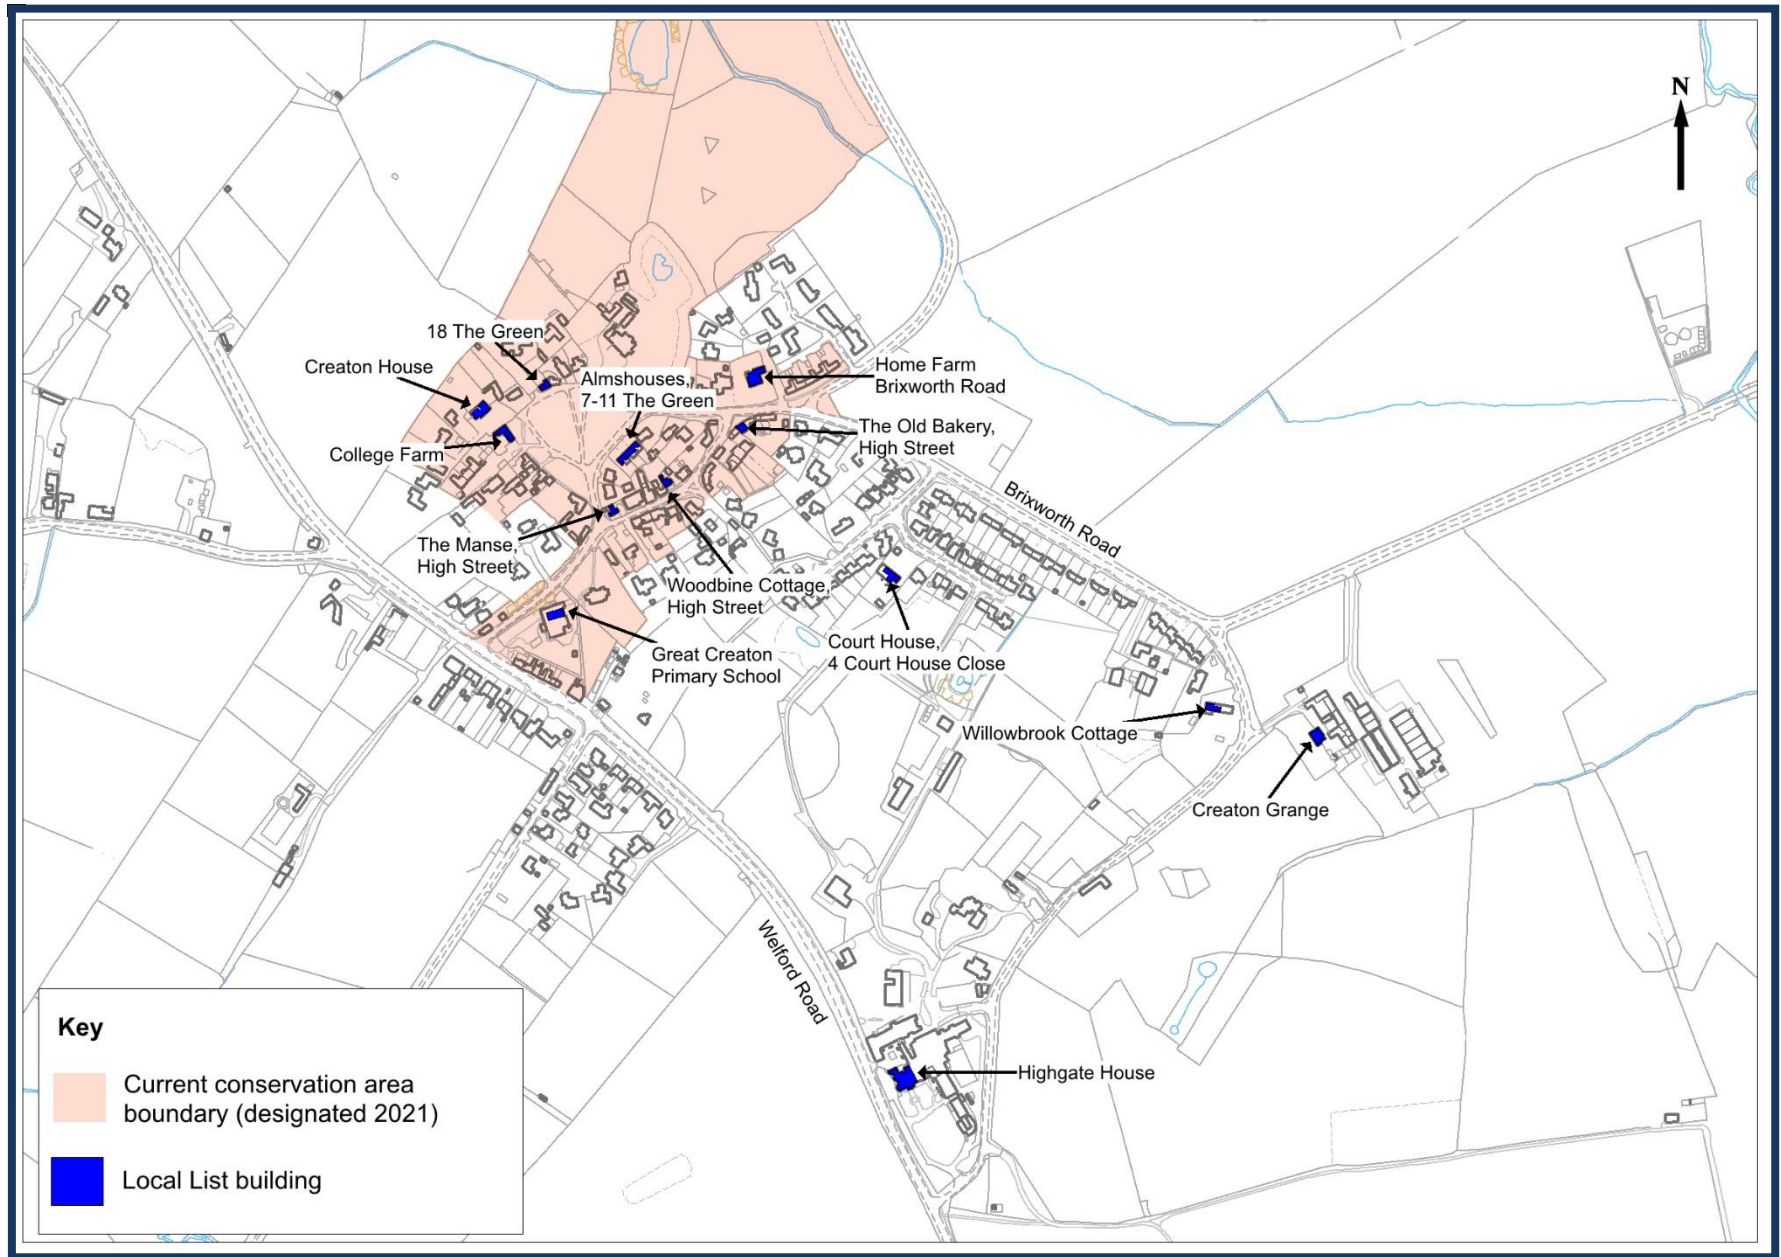 N
18 The Green
Creaton House
Almshouses,
7-11 The Green
Home Farm
Brixworth Road
The Old Bakery,
High Street
College Farm
Brixworth Road
The Manse,
High Street
Woodbine Cottage,
High Street
Great Creaton
Primary School
Court House,
4 Court House Close
Willowbrook Cottage
Creaton Grange
Welford Road
Highgate House
Key
Current conservation area
boundary (designated 2021)
Local List building